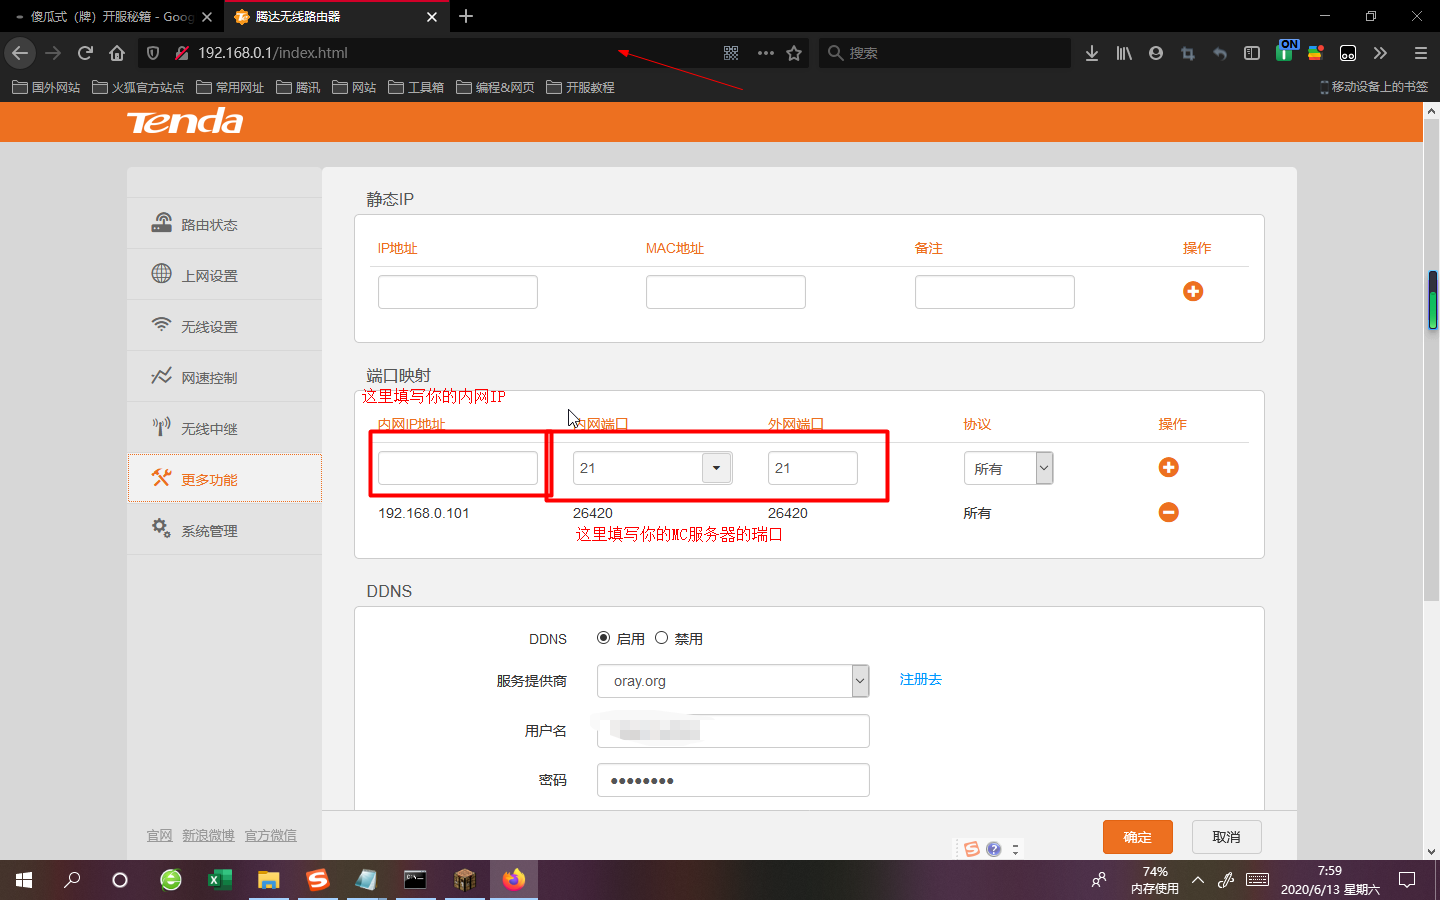 傻瓜式（牌）开服秘籍 - Goog
腾达无线路由器
192.168.0.1/index.html
搜索
ON
国外网站
火狐官方站点
常用网址
腾讯
网站
工具箱
编程&网页
开服教程
移动设备上的书签
Tenda
路由状态
上网设置
无线设置
网速控制
无线中继
更多功能
系统管理
官网
新浪微博
官方微信
静态IP
IP地址
MAC地址
备注
操作
端口映射
这里填写你的内网IP
内网IP地址
内网端口
外网端口
协议
操作
21
21
所有
192.168.0.101
26420
26420
所有
这里填写你的MC服务器的瑞口
DDNS
DDNS
启用
禁用
服务提供商
oray.org
注册去
用户名
密码
确定
取消
74%
内存使用
7:59
2020/6/13 星期六